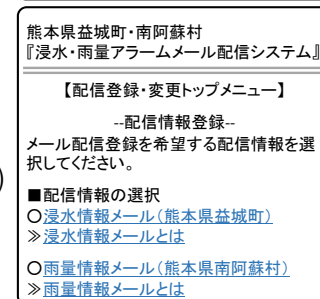 熊本県益城町・南阿蘇村
『浸水・雨量アラームメール配信システム』
【配信登録・変更トップメニュー】
--配信情報登録--
メール配信登録を希望する配信情報を選
択してください。
■配信情報の選択
○浸水情報メール（熊本県益城町）
≫浸水情報メールとは
○雨量情報メール（熊本県南阿蘇村）
≫雨量情報メールとは